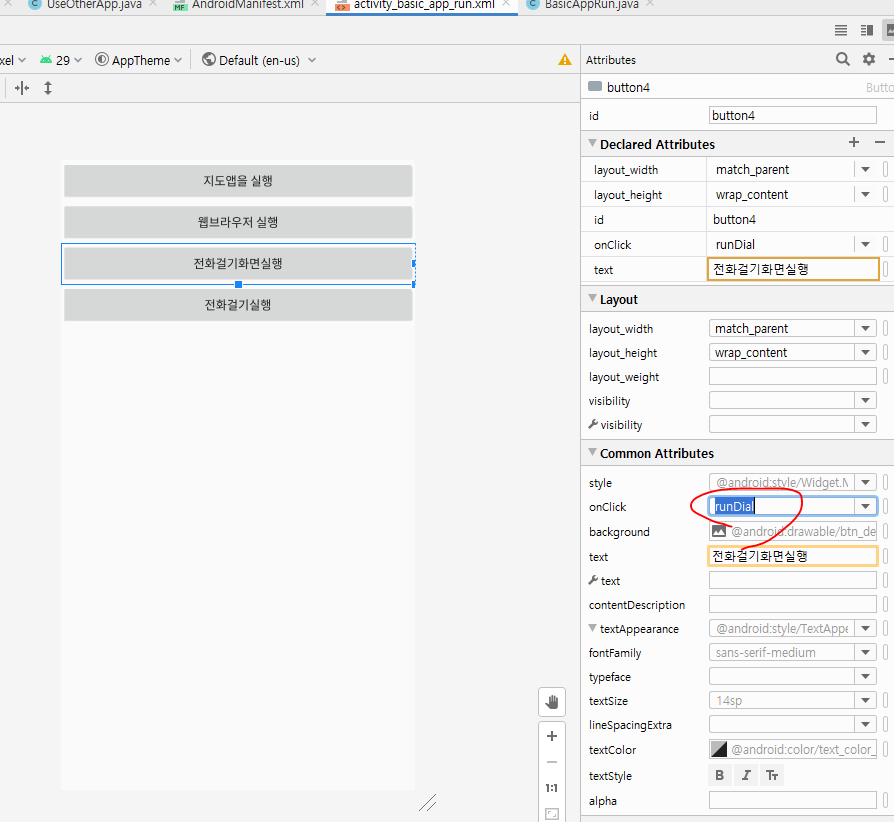 UseOtherApp.java
AndroidManifest.xml
activity_basic_app_run.xml
BasicAppRun.java
xel
29
AppTheme
Default (en-us)
Attributes
button4
Butto
id
button4
Declared Attributes
layout_width
match_parent
layout_height
wrap_content
id
button4
onClick
runDial
text
전화걸기화면실행
지도앱을 실행
웹브라우저 실행
전화걸기화면실행
전화걸기실행
Layout
layout_width
match_parent
layout_height
wrap_content
layout_weight
visibility
visibility
Common Attributes
style
@android:style/Widget.M
onClick
runDial
background
@android:drawable/btn_de
text
전화걸기화면실행
text
contentDescription
textAppearance
@android:style/TextAppe
fontFamily
sans-serif-medium
typeface
textSize
14sp
lineSpacingExtra
textColor
@android:color/text_color_
textStyle
B I Tт
alpha
1:1